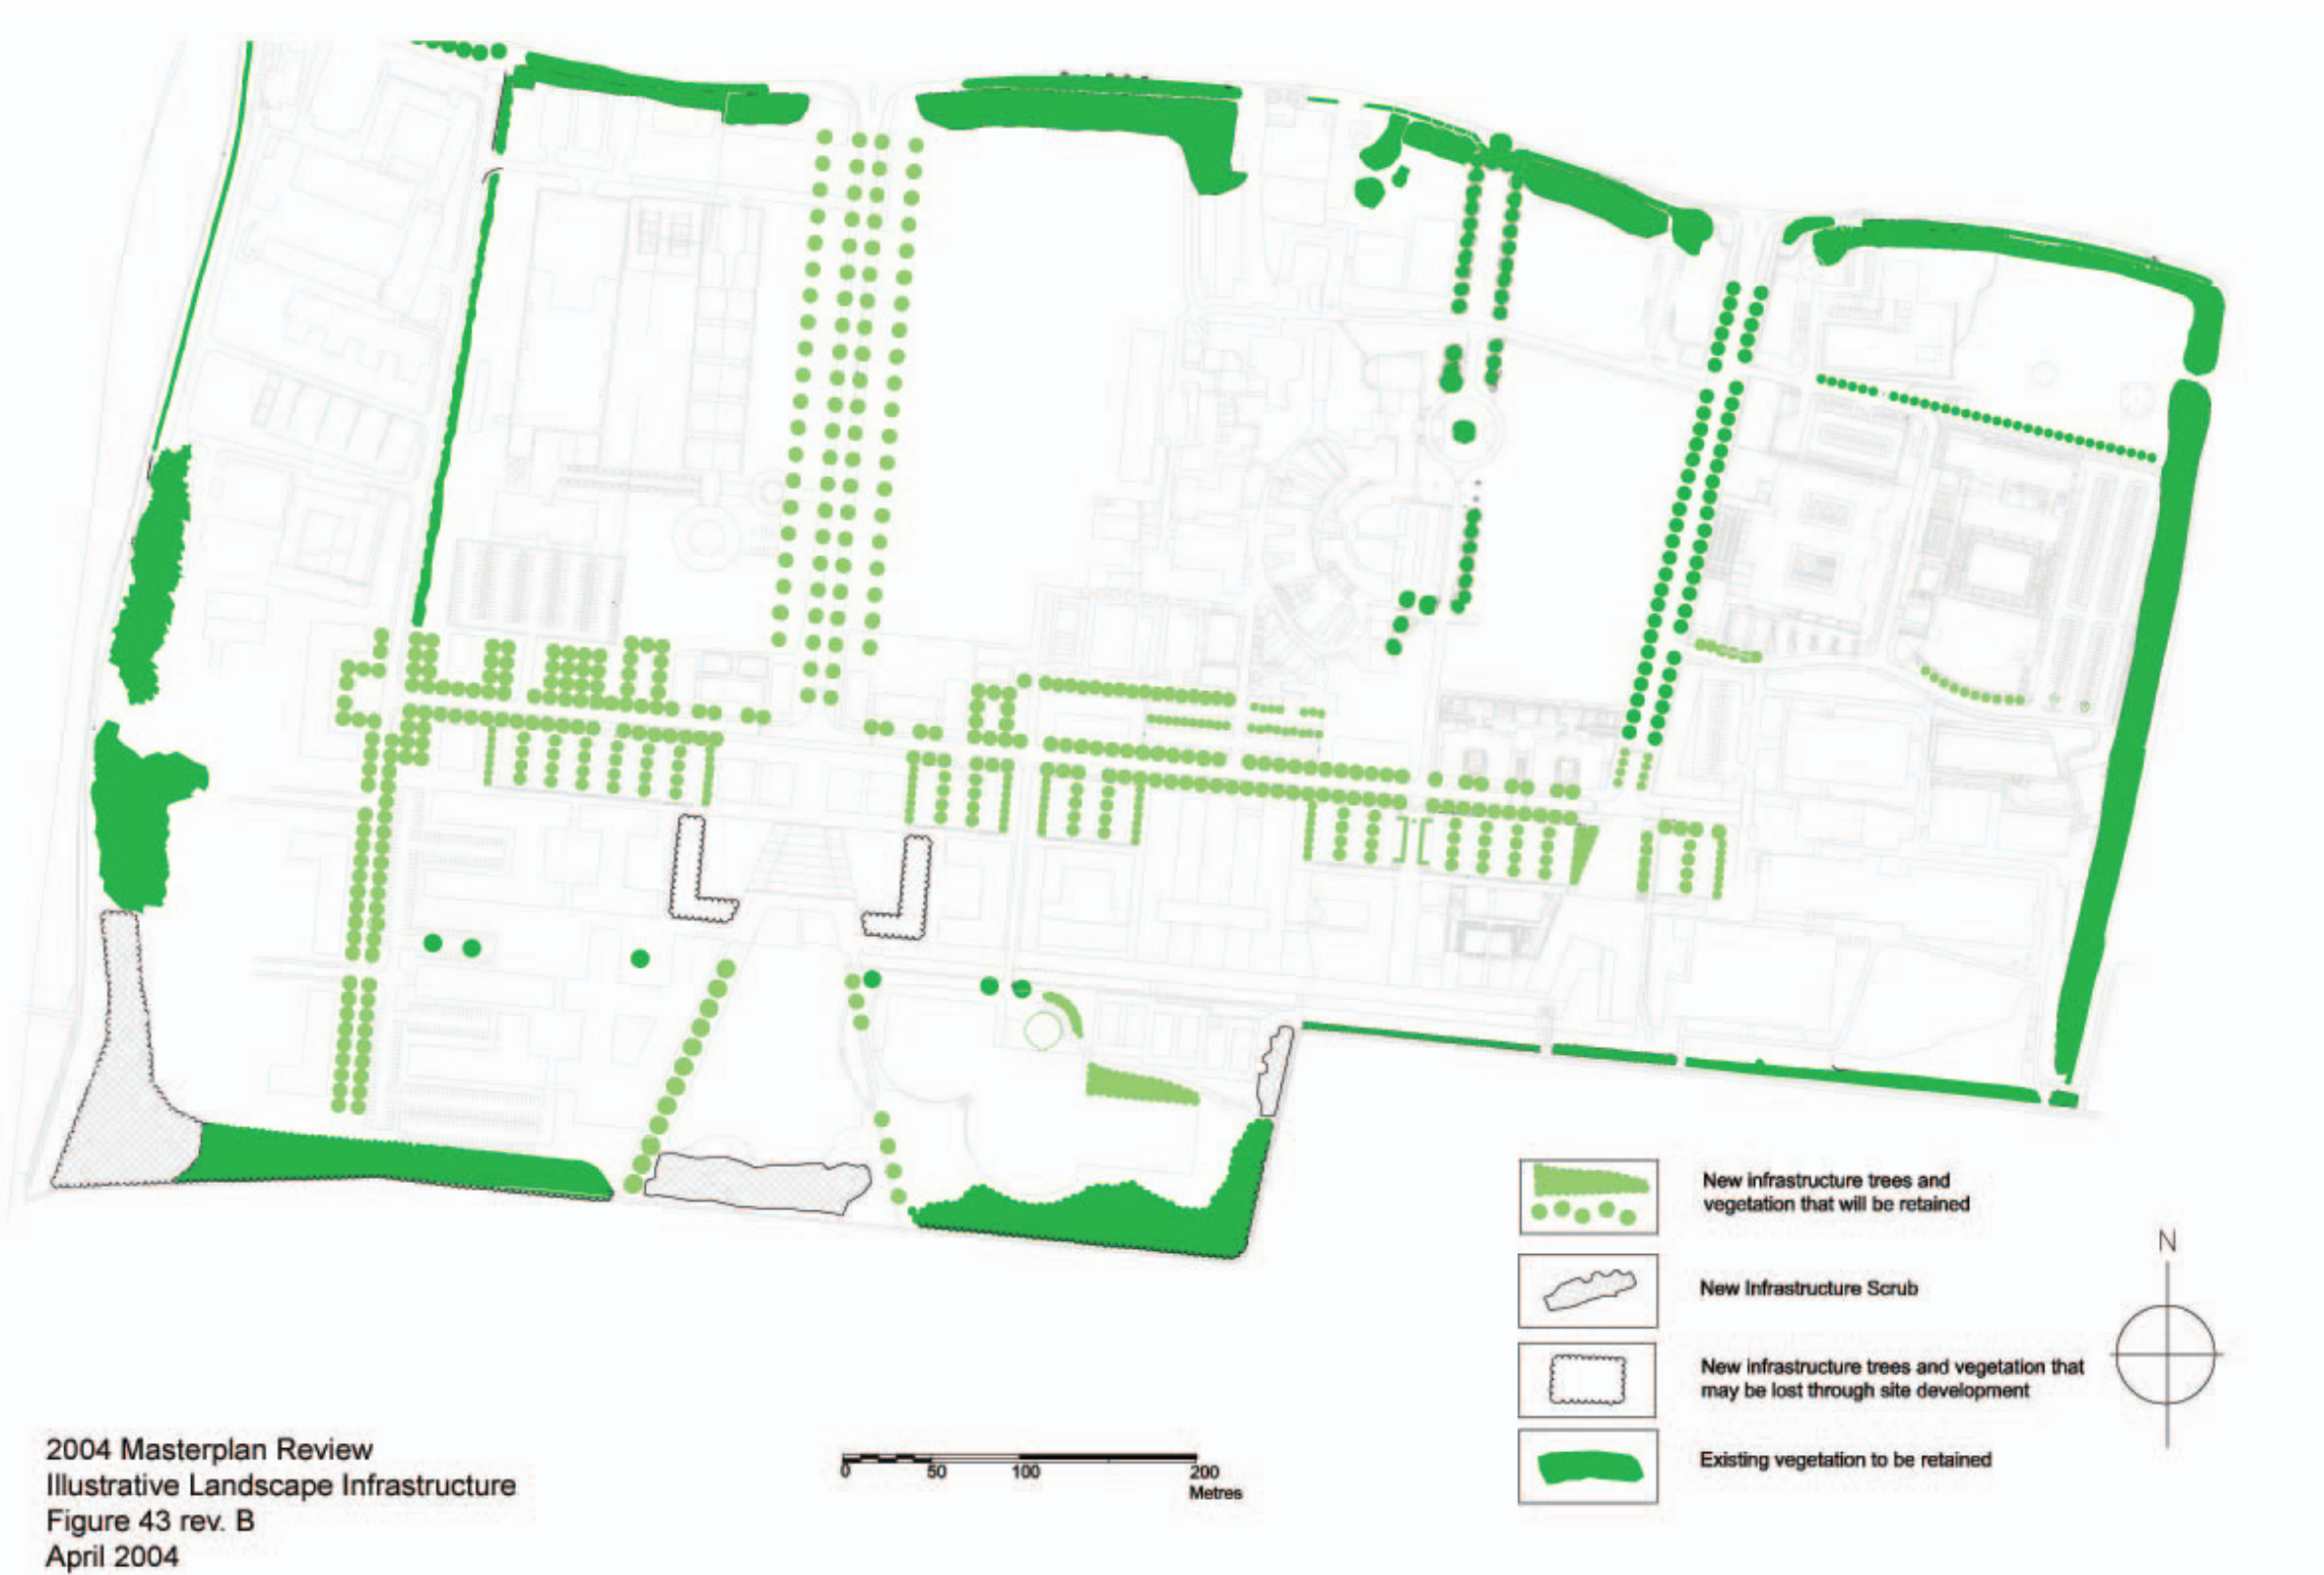 New infrastructure trees and
vegetation that will be retained
New Infrastructure Scrub
N
New infrastructure trees and vegetation that
may be lost through site development
Existing vegetation to be retained
2004 Masterplan Review
Illustrative Landscape Infrastructure
Figure 43 rev. B
April 2004
0 50 100 200
Metres